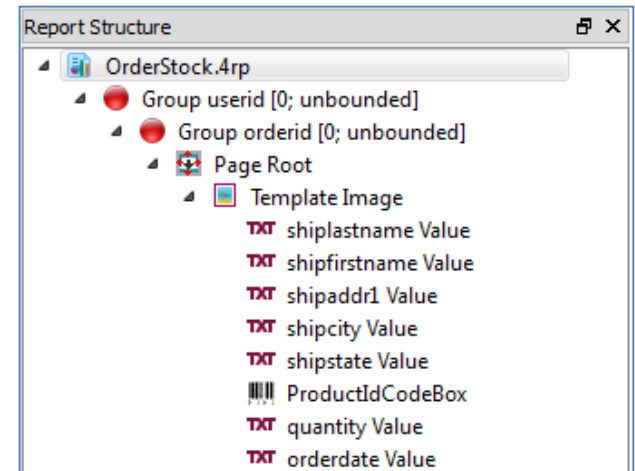 Report Structure
OrderStock.4rp
Group userid [0; unbounded]
Group orderid [0; unbounded]
Page Root
Template Image
TXT shiplastname Value
TXT shipfirstname Value
TXT shipaddr1 Value
TXT shipcity Value
TXT shipstate Value
ProductIdCodeBox
TXT quantity Value
TXT orderdate Value